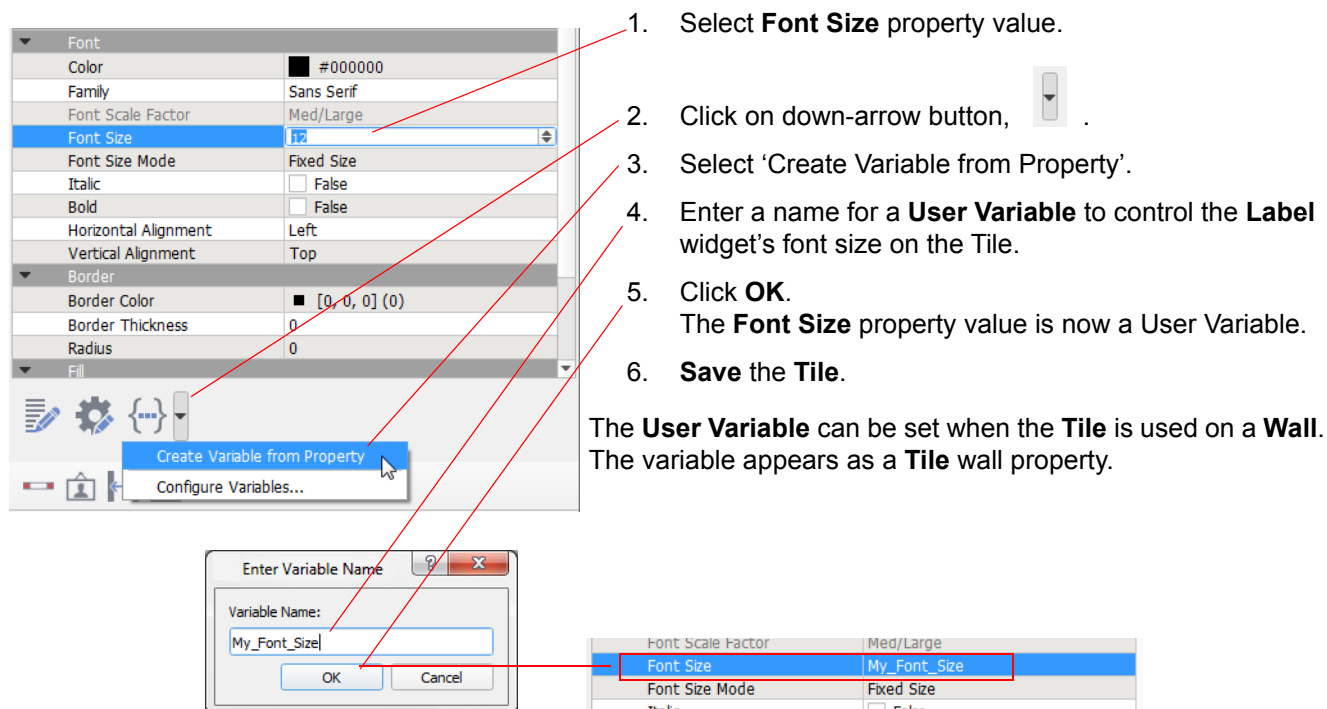 Font
Color #000000
Family Sans Serif
Font Scale Factor Med/Large
Font Size 12
Font Size Mode Fixed Size
Italic False
Bold False
Horizontal Alignment Left
Vertical Alignment Top
Border
Border Color [0, 0, 0] (0)
Border Thickness 0
Radius 0
Fill
Create Variable from Property
Configure Variables...
1. Select Font Size property value.
2. Click on down-arrow button, .
3. Select ‘Create Variable from Property’.
4. Enter a name for a User Variable to control the Label
widget’s font size on the Tile.
5. Click OK.
The Font Size property value is now a User Variable.
6. Save the Tile.
The User Variable can be set when the Tile is used on a Wall.
The variable appears as a Tile wall property.
Enter Variable Name
Variable Name:
My_Font_Size
OK Cancel
Font Scale Factor Med/Large
Font Size My_Font_Size
Font Size Mode Fixed Size
Italic False